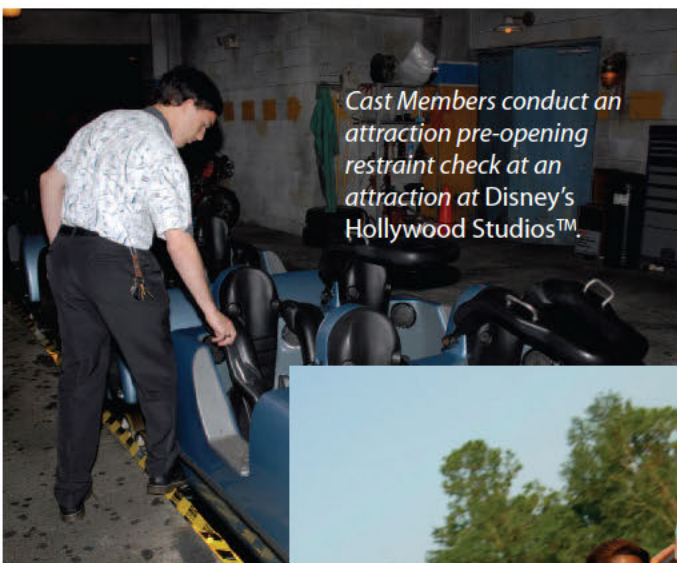 Cast Members conduct an
attraction pre-opening
restraint check at an
attraction at Disney's
Hollywood Studios™.